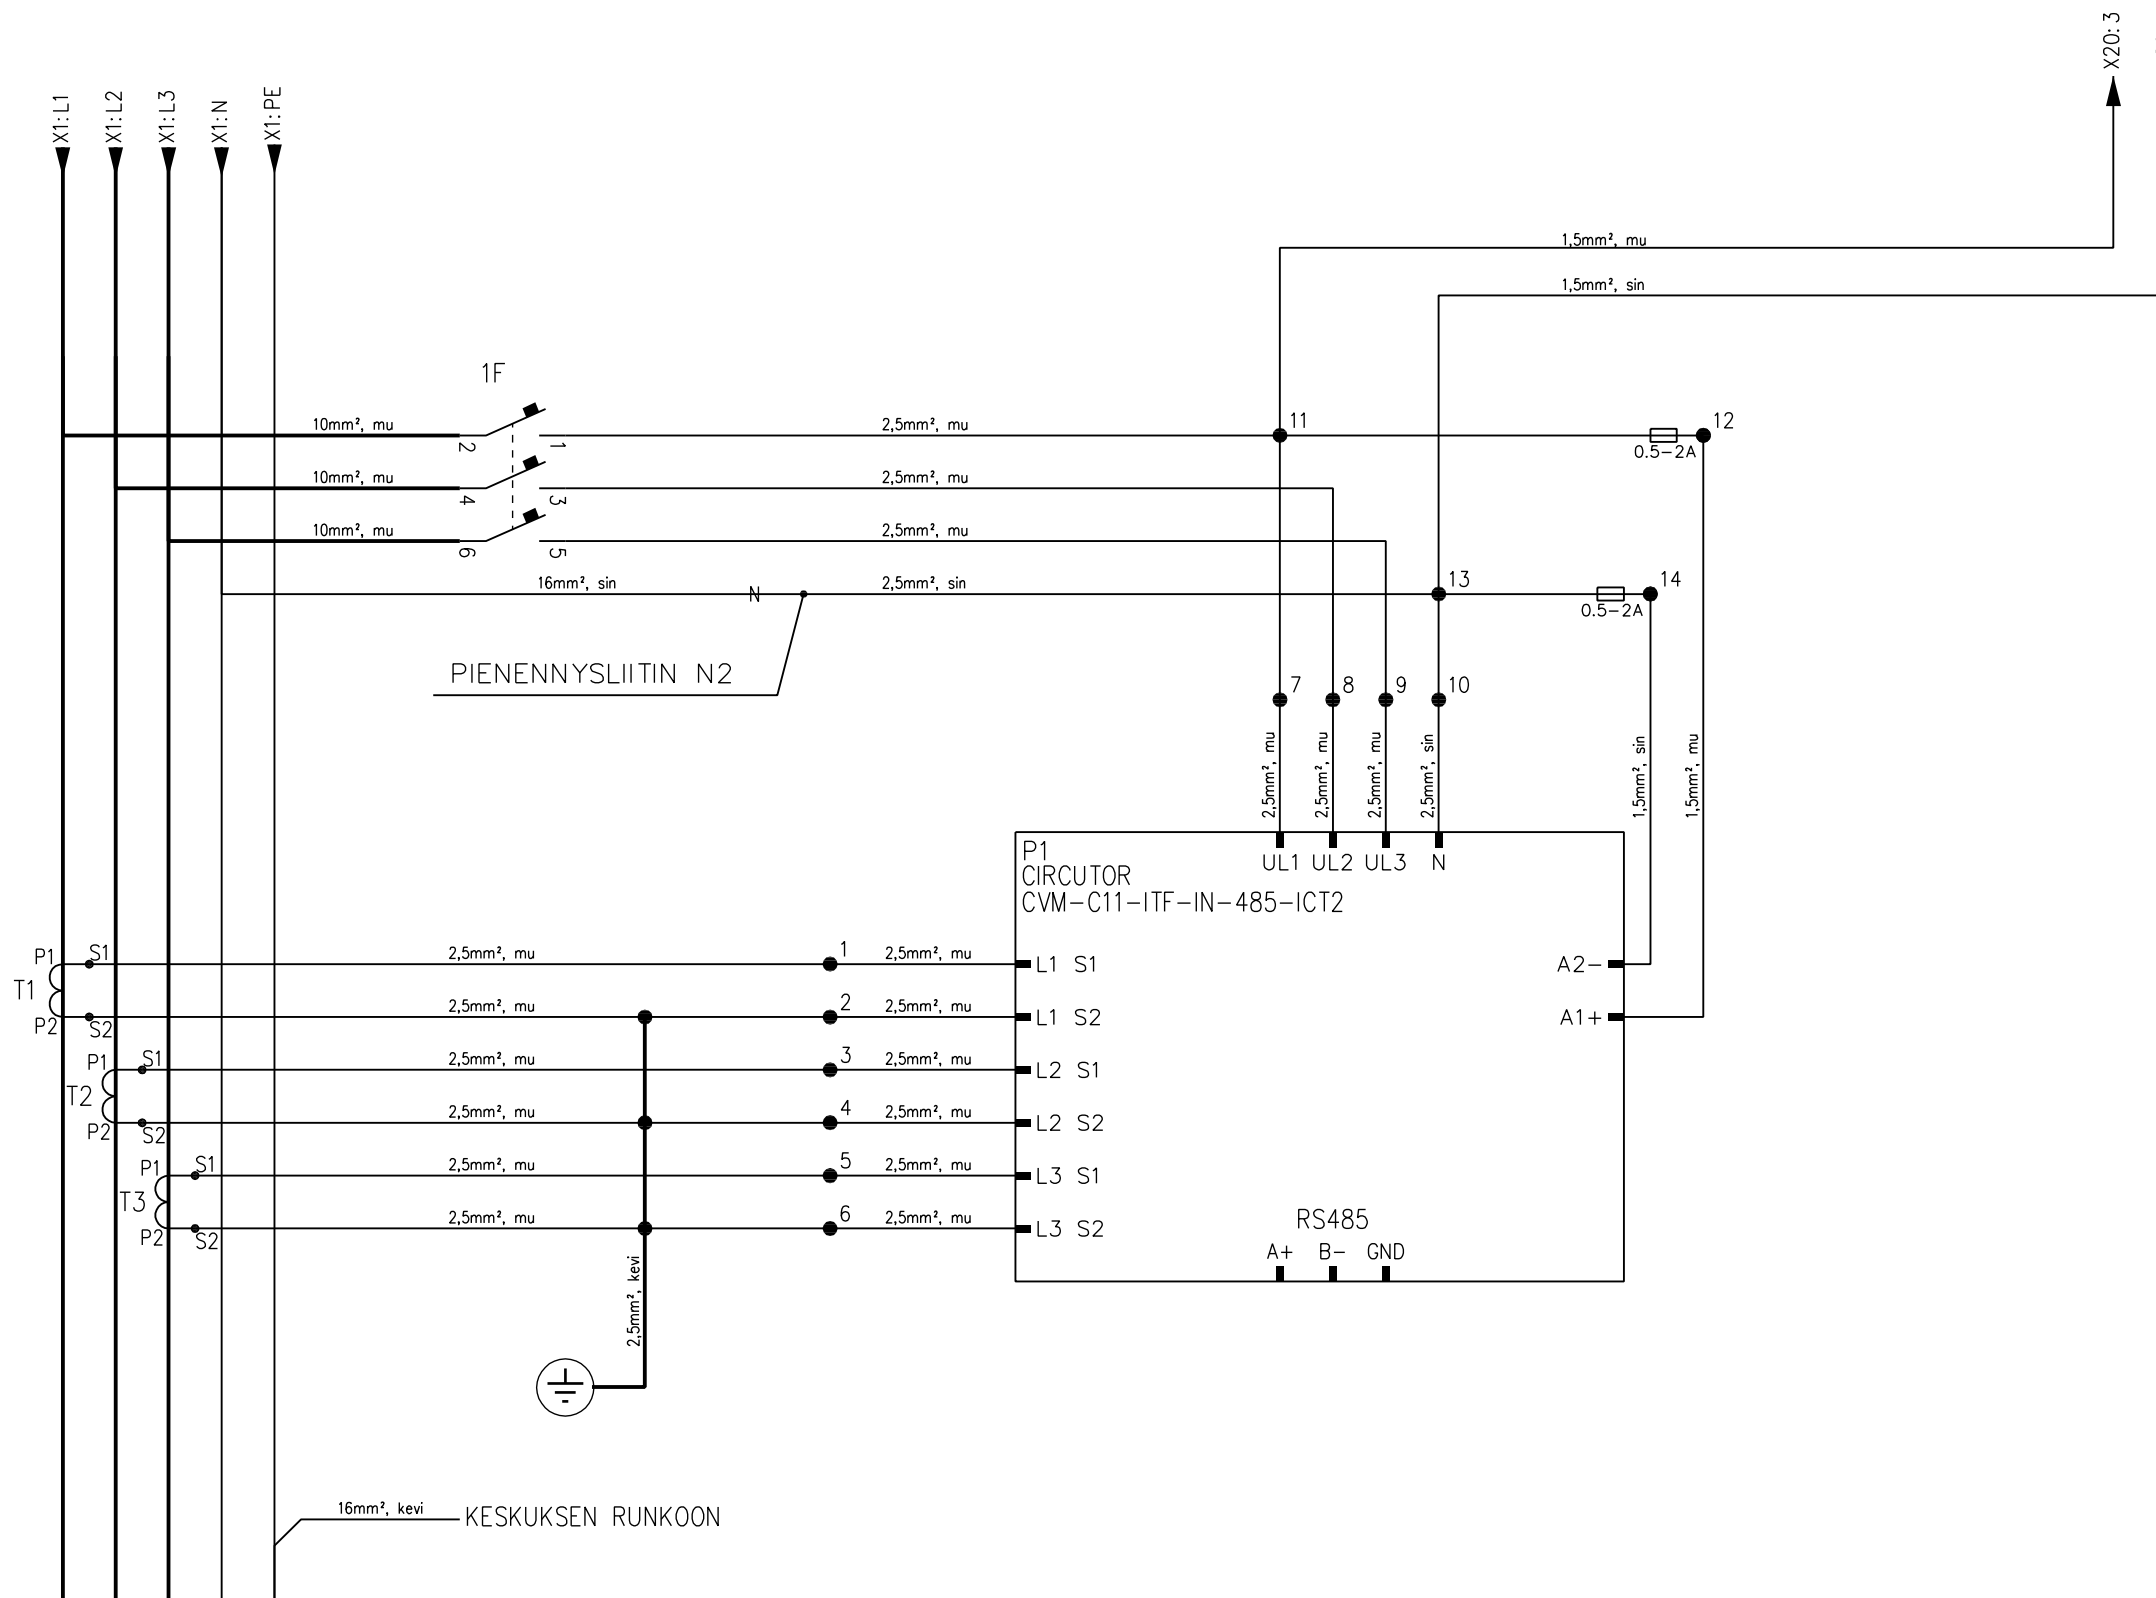 X20:3
X1:L1
X1:L2
X1:L3
X1:N
X1:PE
1,5mm², mu
1,5mm², sin
1F
10mm², mu
2
1
2,5mm², mu
11
12
0.5-2A
10mm², mu
4
3
2,5mm², mu
10mm², mu
6
5
2,5mm², mu
16mm², sin
N
2,5mm², sin
13
14
0.5-2A
PIENENNYSLIITIN N2
7
8
9
10
2,5mm², mu
2,5mm², mu
2,5mm², mu
2,5mm², sin
1,5mm², sin
1,5mm², mu
P1
CIRCUTOR
CVM-C11-ITF-IN-485-ICT2
UL1
UL2
UL3
N
P1
S1
T1
P2
S2
2,5mm², mu
1
2,5mm², mu
L1 S1
A2-
2,5mm², mu
2
2,5mm², mu
L1 S2
A1+
P1
S1
T2
P2
S2
2,5mm², mu
3
2,5mm², mu
L2 S1
2,5mm², mu
4
2,5mm², mu
L2 S2
P1
S1
T3
P2
S2
2,5mm², mu
5
2,5mm², mu
L3 S1
2,5mm², mu
6
2,5mm², mu
L3 S2
RS485
A+ B- GND
2,5mm², kevi
16mm², kevi
KESKUKSEN RUNKOON